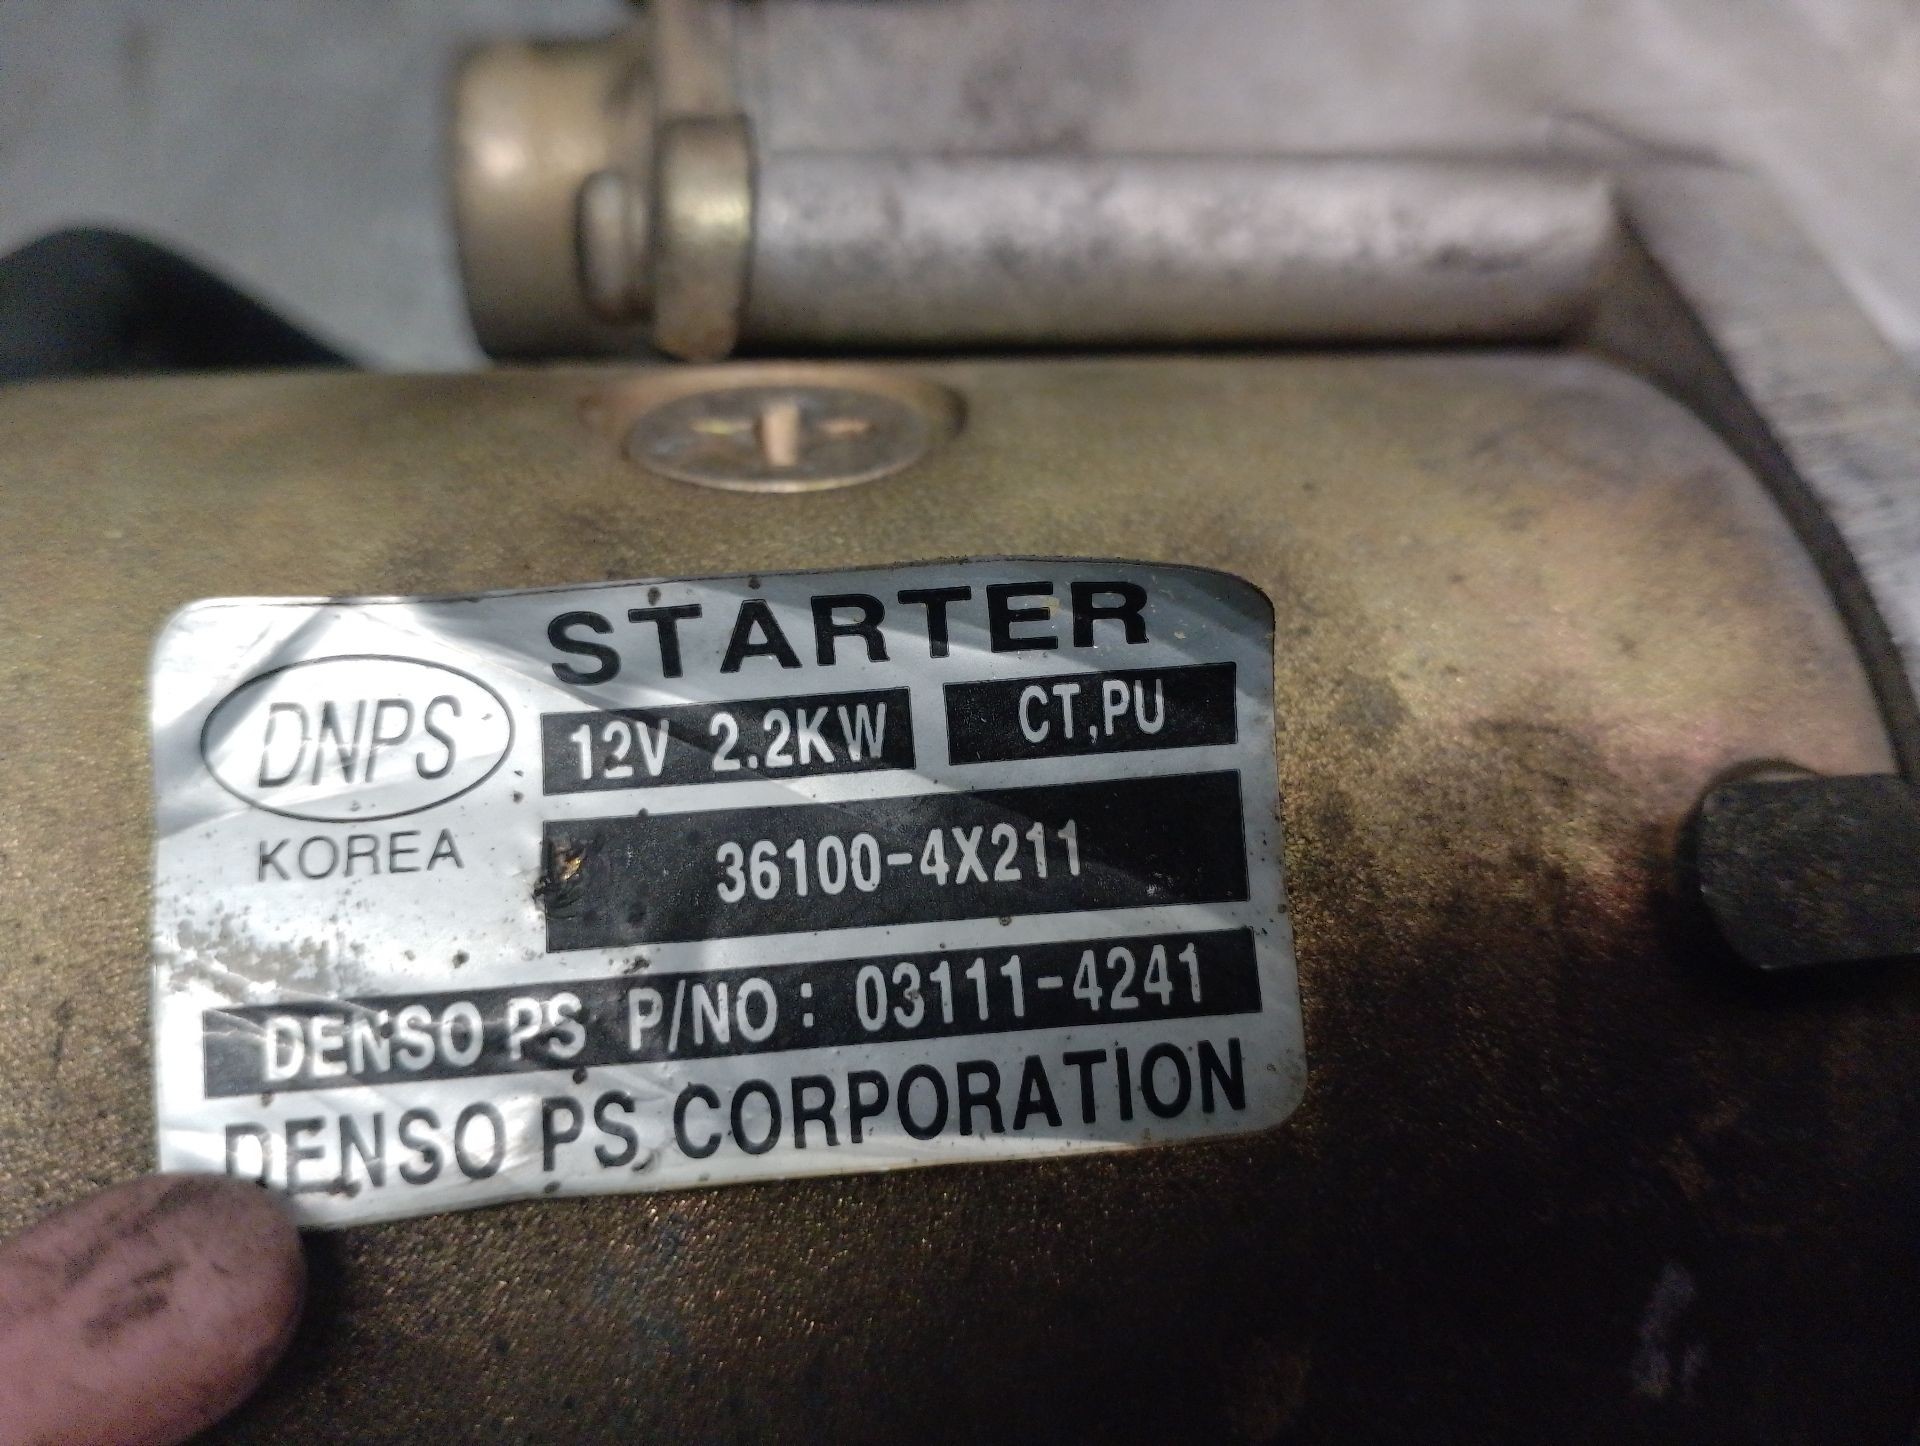 STARTER
DNPS
12V 2.2KW
CT,PU
KOREA
36100-4X211
DENSO PS P/NO : 03111-4241
DENSO PS CORPORATION